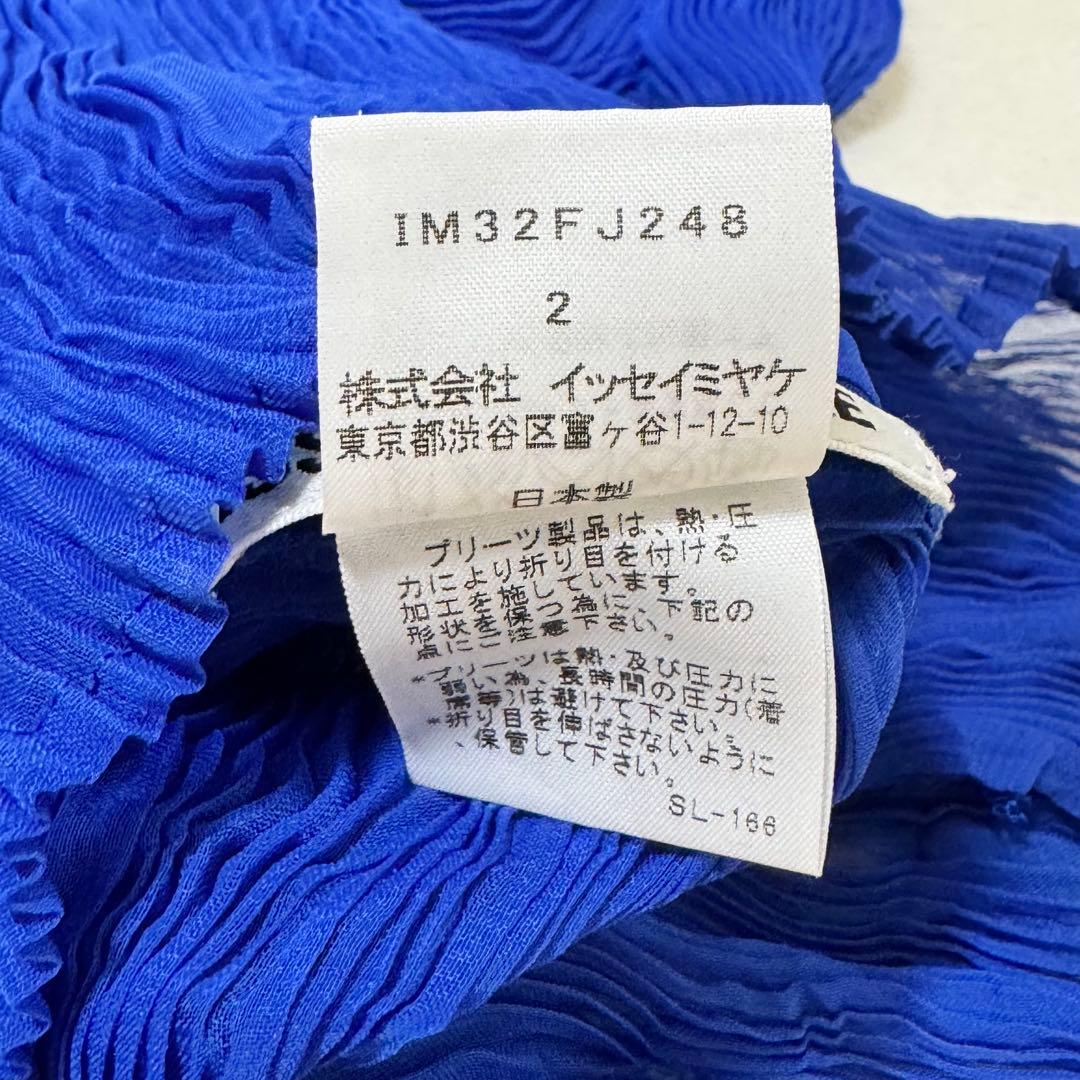 IM32FJ248
2
株式会社 イッセイミヤケ
東京都渋谷区富ヶ谷1-12-10
日本製
プリーツ製品は、熱・圧
力により折り目を付ける
加工を施しています。
形状を保つ為に、下記の
点にご注意下さい。
*プリーツは熱・及び圧力に
弱い為、長時間の圧力(着
席等)は避けて下さい。
*折り目を伸ばさないように
、保管して下さい。
SL-166
E